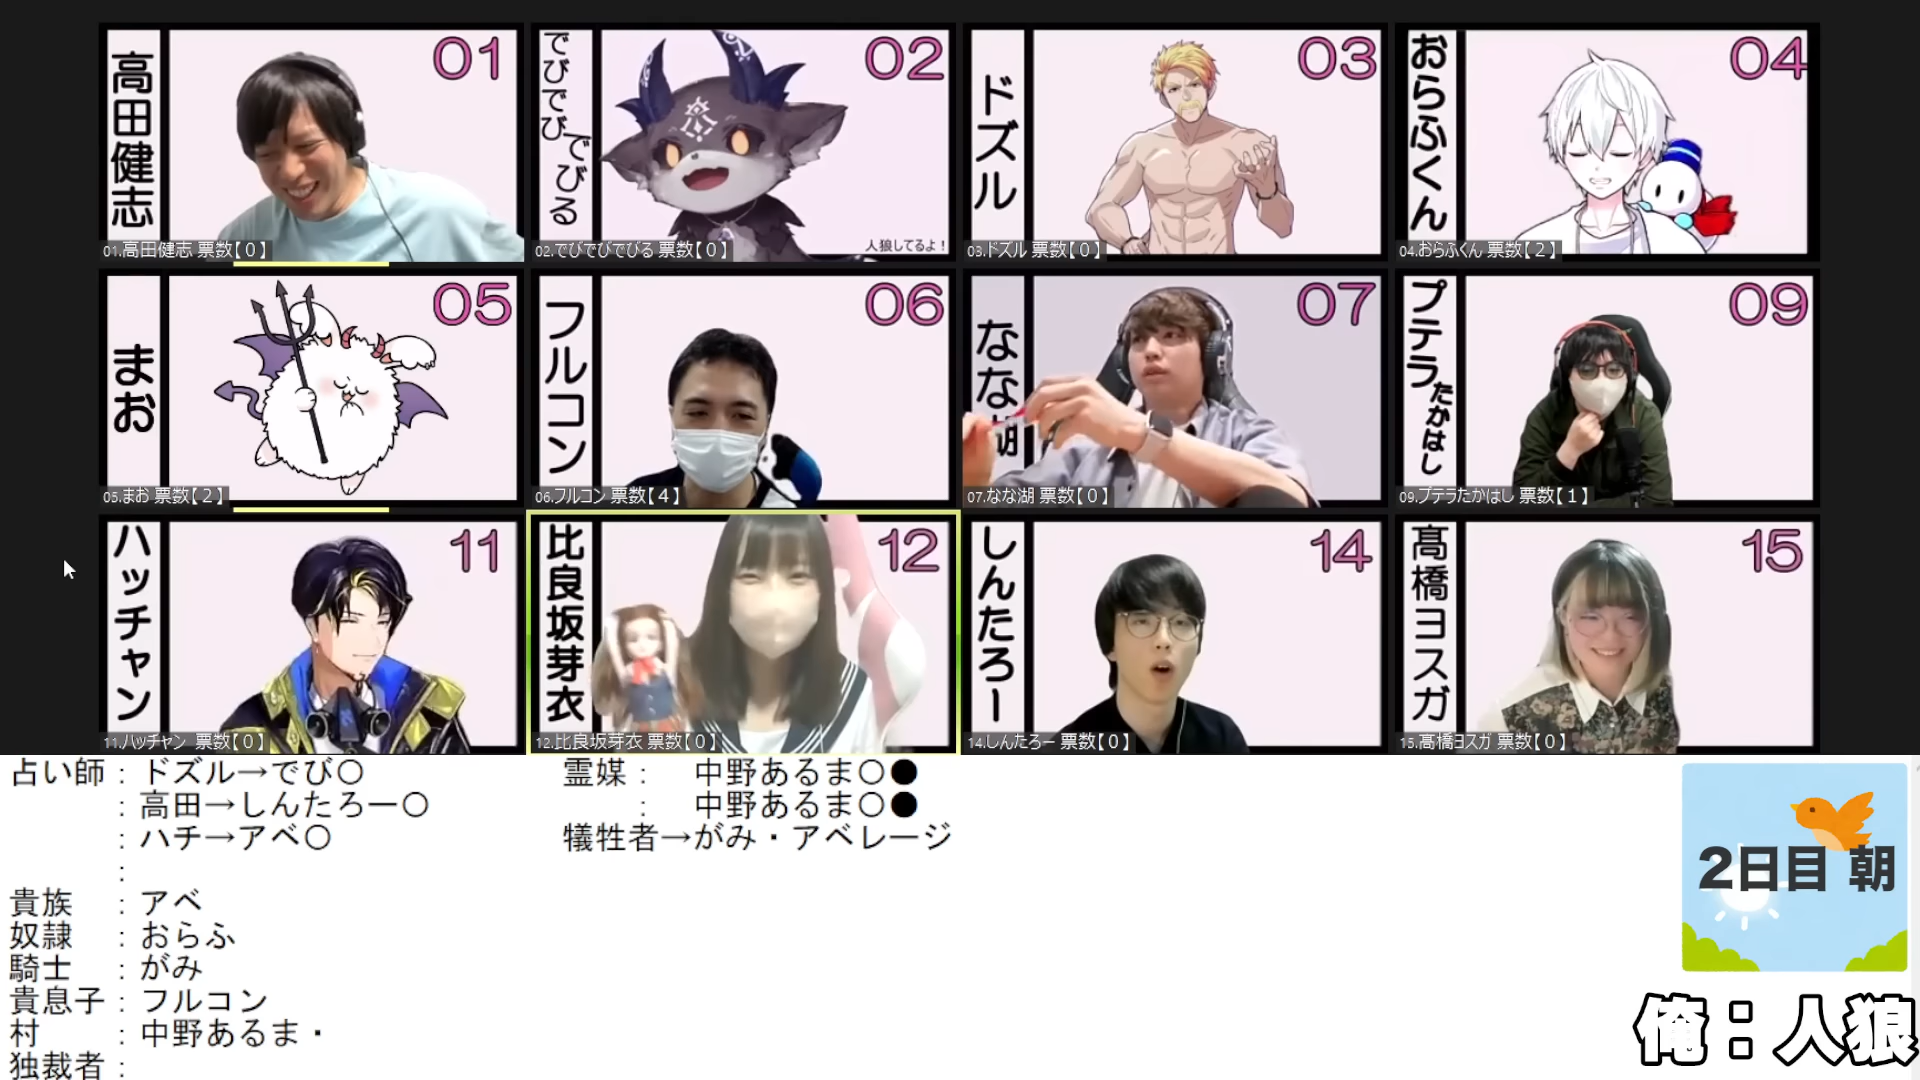 高田健志
01
01.高田健志 票数【0】
でびでびでびる
02
人狼してるよ！
02.でびでびでびる 票数【0】
ドズル
03
03.ドズル 票数【0】
おらふくん
04
04.おらふくん 票数【2】
まお
05
05.まお 票数【2】
フルコン
06
06.フルコン 票数【4】
なな湖
07
07.なな湖 票数【0】
プテラたかはし
09
09.プテラたかはし 票数【1】
ハッチャン
11
11.ハッチャン 票数【0】
比良坂芽衣
12
12.比良坂芽衣 票数【0】
しんたろー
14
14.しんたろー 票数【0】
髙橋ヨスガ
15
15.髙橋ヨスガ 票数【0】
占い師：ドズル→でび○
：高田→しんたろー○
：ハチ→アベ○
：
貴族：アベ
奴隷：おらふ
騎士：がみ
貴息子：フルコン
村：中野あるま・
独裁者：
霊媒：中野あるま○●
：中野あるま○●
犠牲者→がみ・アベレージ
2日目 朝
俺：人狼